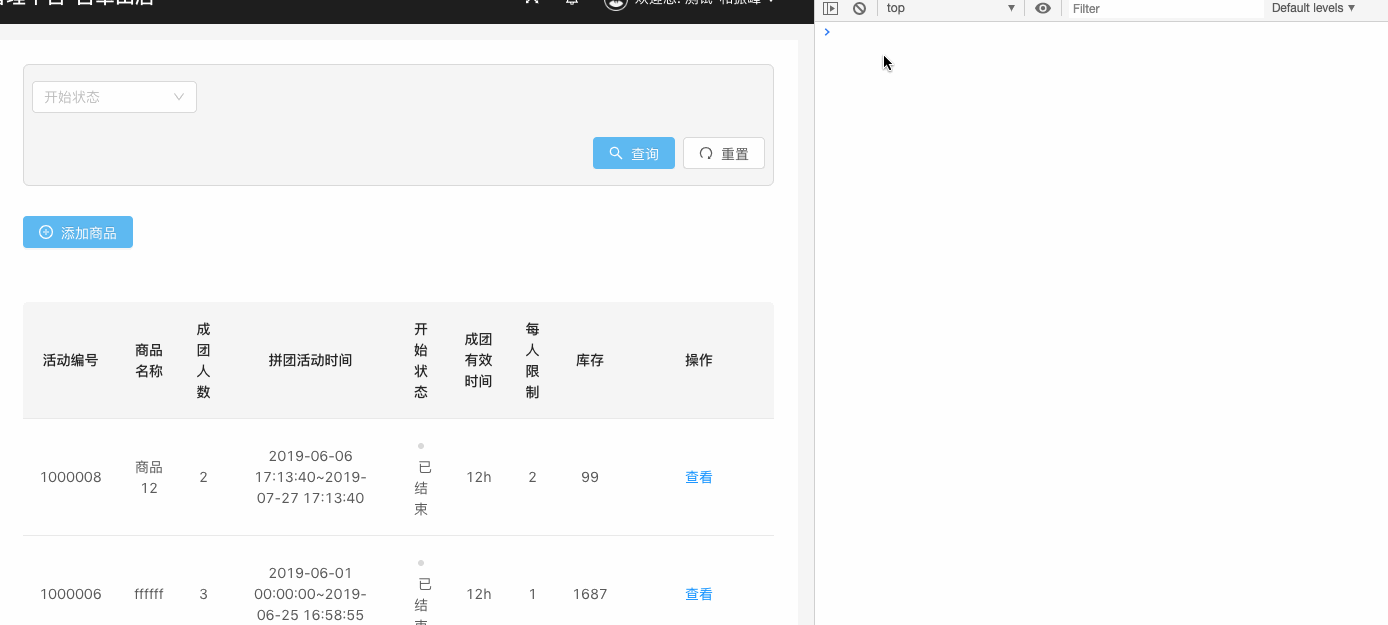 top
Filter
Default levels
开始状态
查询
重置
添加商品
活动编号
商品
名称
成
团
人
数
拼团活动时间
开
始
状
态
成团
有效
时间
每
人
限
制
库存
操作
1000008
商品
12
2
2019-06-06
17:13:40~2019-
07-27 17:13:40
已
结
束
12h
2
99
查看
1000006
ffffff
3
2019-06-01
00:00:00~2019-
06-25 16:58:55
已
结
12h
1
1687
查看